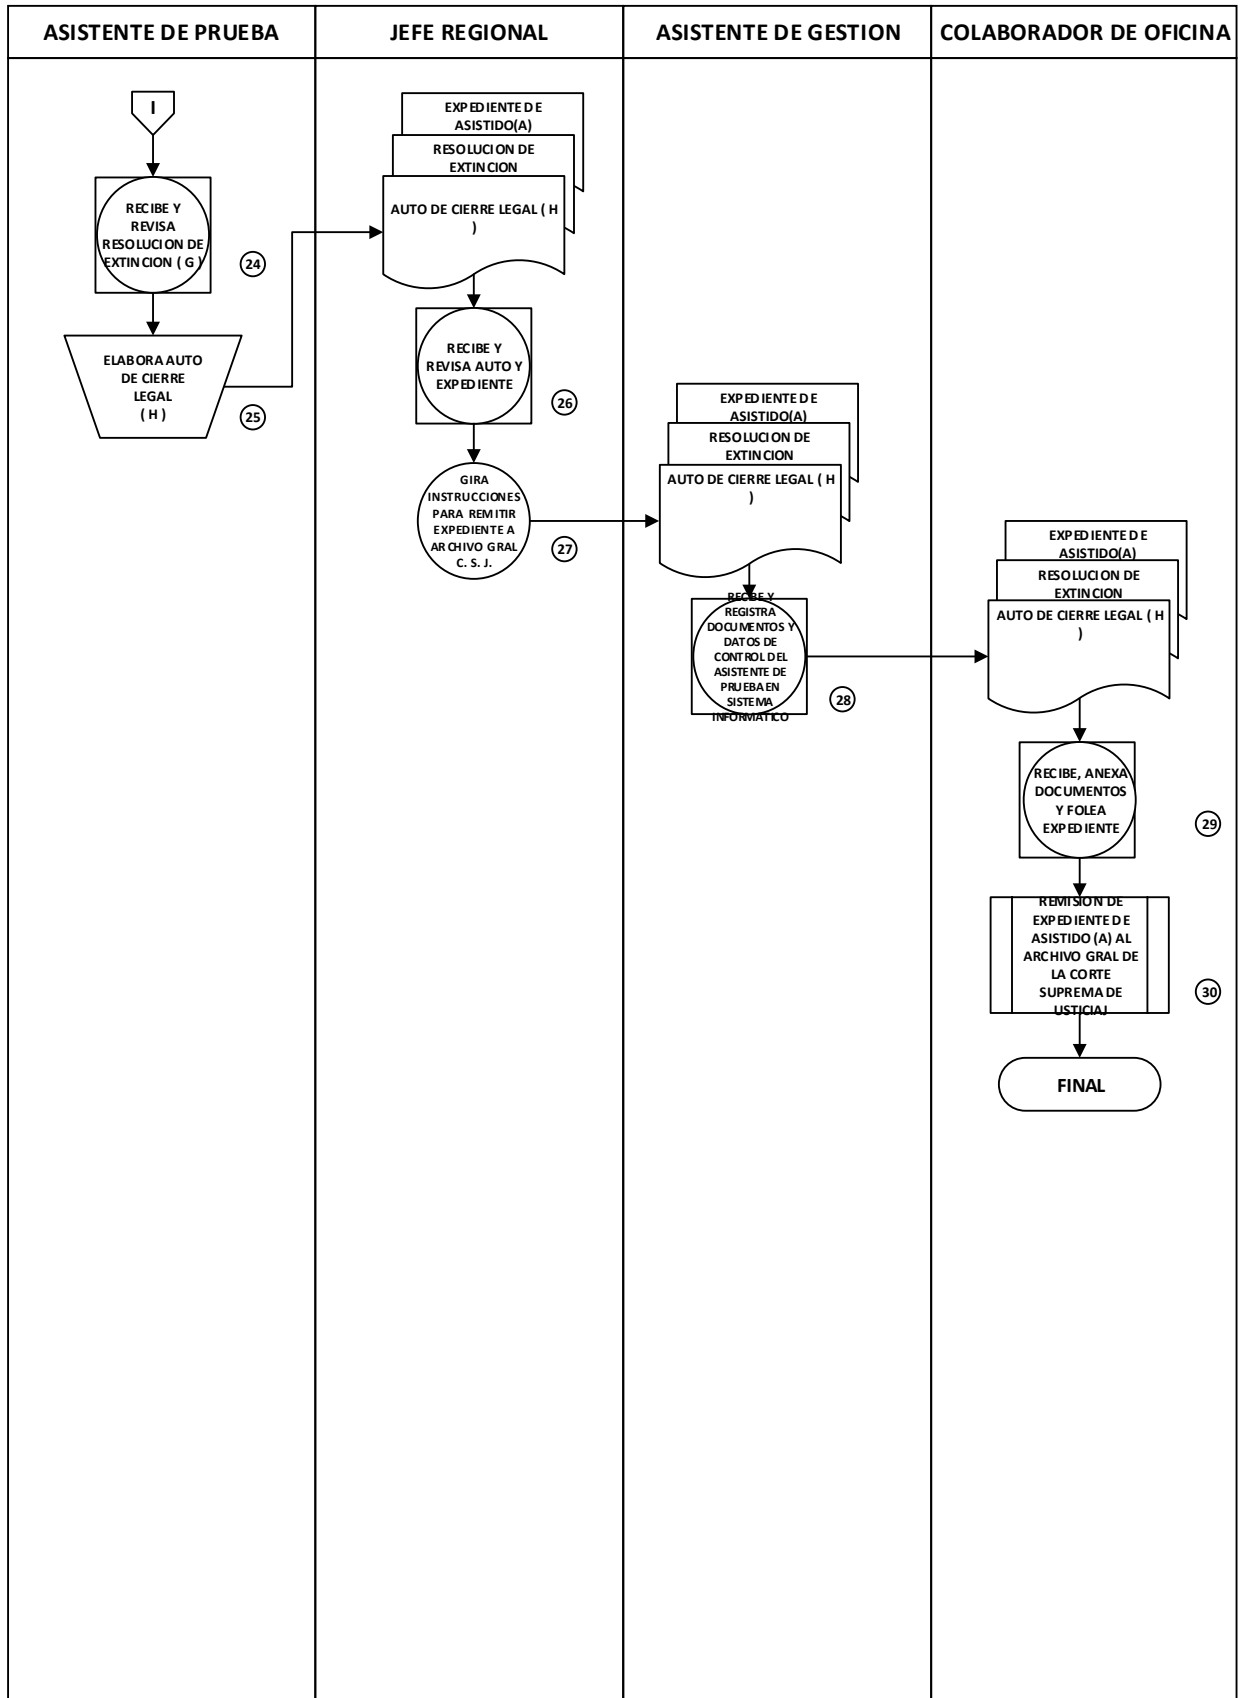 ASISTENTE DE PRUEBA
JEFE REGIONAL
ASISTENTE DE GESTION
COLABORADOR DE OFICINA
I
RECIBE Y
REVISA
RESOLUCION DE
EXTINCION ( G )
24
ELABORA AUTO
DE CIERRE
LEGAL
( H )
25
EXPEDIENTE DE
ASISTIDO(A)
RESOLUCION DE
EXTINCION
AUTO DE CIERRE LEGAL ( H
)
RECIBE Y
REVISA AUTO Y
EXPEDIENTE
26
GIRA
INSTRUCCIONES
PARA REMITIR
EXPEDIENTE A
ARCHIVO GRAL
C. S. J.
27
EXPEDIENTE DE
ASISTIDO(A)
RESOLUCION DE
EXTINCION
AUTO DE CIERRE LEGAL ( H
)
RECIBE Y
REGISTRA
DOCUMENTOS Y
DATOS DE
CONTROL DEL
ASISTENTE DE
PRUEBA EN
SISTEMA
INFORMATICO
28
EXPEDIENTE DE
ASISTIDO(A)
RESOLUCION DE
EXTINCION
AUTO DE CIERRE LEGAL ( H
)
RECIBE, ANEXA
DOCUMENTOS
Y FOLEA
EXPEDIENTE
29
REMISION DE
EXPEDIENTE DE
ASISTIDO (A) AL
ARCHIVO GRAL DE
LA CORTE
SUPREMA DE
USTICIAJ
30
FINAL